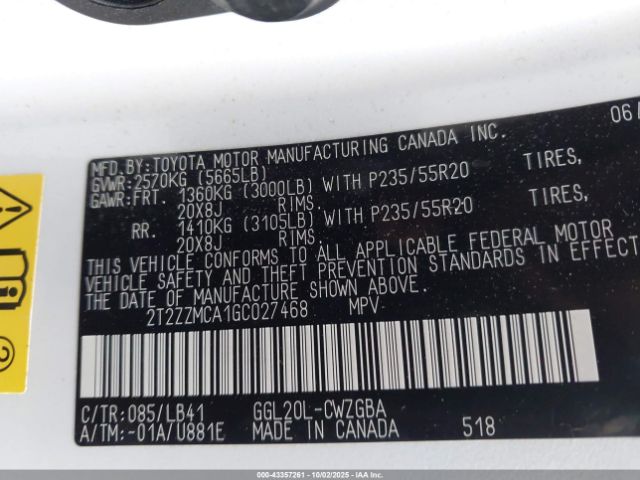 06/
MFD.BY:TOYOTA MOTOR MANUFACTURING CANADA INC.
GVWR:2570KG (5665LB)
GAWR:FRT. 1360KG (3000LB) WITH P235/55R20 TIRES,
20X8J RIMS.
RR. 1410KG (3105LB) WITH P235/55R20 TIRES,
20X8J RIMS.
THIS VEHICLE CONFORMS TO ALL APPLICABLE FEDERAL MOTOR
VEHICLE SAFETY AND THEFT PREVENTION STANDARDS IN EFFECT
THE DATE OF MANUFACTURE SHOWN ABOVE.
2T2ZZMCA1GC027468 MPV
C/TR:085/LB41 GGL20L-CWZGBA
A/TM:-01A/U881E MADE IN CANADA 518
2
000-43357261 - 10/02/2025 - IAA Inc.